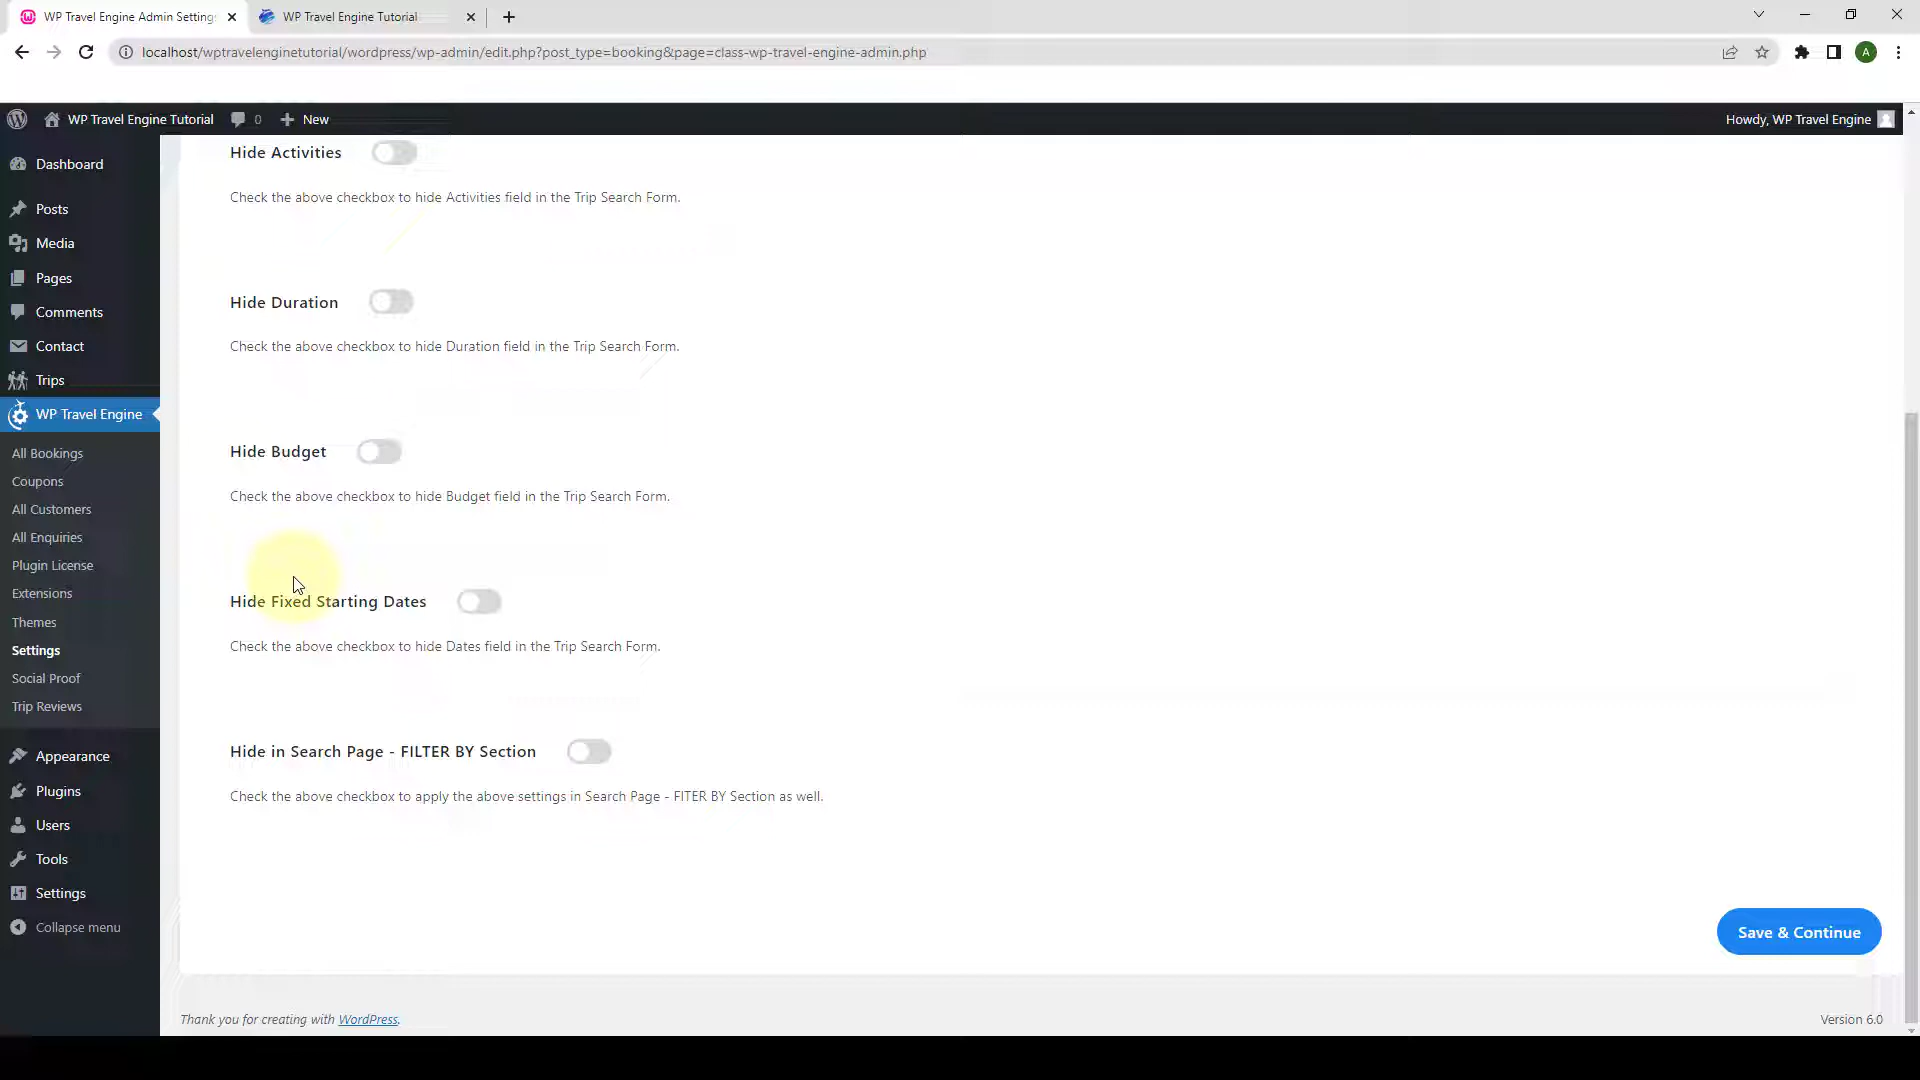 WP Travel Engine Admin Settings
WP Travel Engine Tutorial
localhost/wptravelenginetutorial/wordpress/wp-admin/edit.php?post_type=booking&page=class-wp-travel-engine-admin.php
A
WP Travel Engine Tutorial
0
New
Howdy, WP Travel Engine
Dashboard
Posts
Media
Pages
Comments
Contact
Trips
WP Travel Engine
All Bookings
Coupons
All Customers
All Enquiries
Plugin License
Extensions
Themes
Settings
Social Proof
Trip Reviews
Appearance
Plugins
Users
Tools
Settings
Collapse menu
Hide Activities
Check the above checkbox to hide Activities field in the Trip Search Form.
Hide Duration
Check the above checkbox to hide Duration field in the Trip Search Form.
Hide Budget
Check the above checkbox to hide Budget field in the Trip Search Form.
Hide Fixed Starting Dates
Check the above checkbox to hide Dates field in the Trip Search Form.
Hide in Search Page - FILTER BY Section
Check the above checkbox to apply the above settings in Search Page - FITER BY Section as well.
Save & Continue
Thank you for creating with WordPress.
Version 6.0